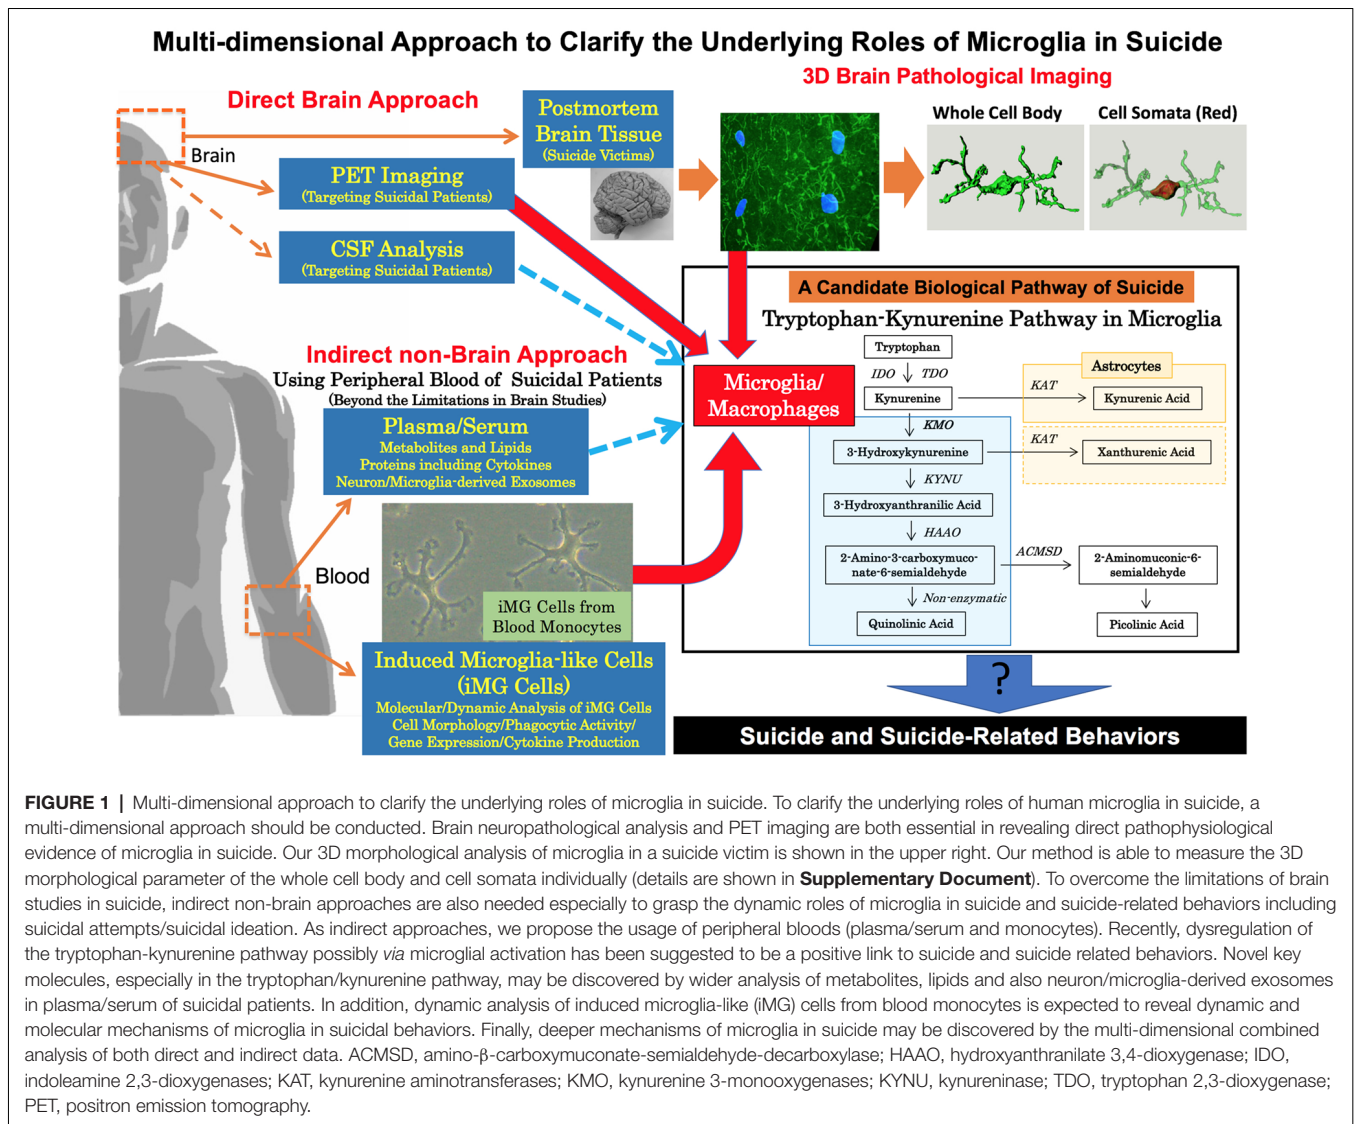 Multi-dimensional Approach to Clarify the Underlying Roles of Microglia in Suicide
Direct Brain Approach
Brain
Postmortem
Brain Tissue
(Suicide Victims)
PET Imaging
(Targeting Suicidal Patients)
CSF Analysis
(Targeting Suicidal Patients)
3D Brain Pathological Imaging
Whole Cell Body
Cell Somata (Red)
Indirect non-Brain Approach
Using Peripheral Blood of Suicidal Patients
(Beyond the Limitations in Brain Studies)
Plasma/Serum
Metabolites and Lipids
Proteins including Cytokines
Neuron/Microglia-derived Exosomes
Blood
iMG Cells from
Blood Monocytes
Induced Microglia-like Cells
(iMG Cells)
Molecular/Dynamic Analysis of iMG Cells
Cell Morphology/Phagocytic Activity/
Gene Expression/Cytokine Production
Microglia/
Macrophages
A Candidate Biological Pathway of Suicide
Tryptophan-Kynurenine Pathway in Microglia
Tryptophan
IDO
TDO
Kynurenine
KAT
Astrocytes
Kynurenic Acid
KMO
3-Hydroxykynurenine
KAT
Xanthurenic Acid
KYNU
3-Hydroxyanthranilic Acid
HAAO
2-Amino-3-carboxymuco-
nate-6-semialdehyde
ACMSD
2-Aminomuconic-6-
semialdehyde
Non-enzymatic
Quinolinic Acid
Picolinic Acid
?
Suicide and Suicide-Related Behaviors
FIGURE 1 | Multi-dimensional approach to clarify the underlying roles of microglia in suicide. To clarify the underlying roles of human microglia in suicide, a
multi-dimensional approach should be conducted. Brain neuropathological analysis and PET imaging are both essential in revealing direct pathophysiological
evidence of microglia in suicide. Our 3D morphological analysis of microglia in a suicide victim is shown in the upper right. Our method is able to measure the 3D
morphological parameter of the whole cell body and cell somata individually (details are shown in Supplementary Document). To overcome the limitations of brain
studies in suicide, indirect non-brain approaches are also needed especially to grasp the dynamic roles of microglia in suicide and suicide-related behaviors including
suicidal attempts/suicidal ideation. As indirect approaches, we propose the usage of peripheral bloods (plasma/serum and monocytes). Recently, dysregulation of
the tryptophan-kynurenine pathway possibly via microglial activation has been suggested to be a positive link to suicide and suicide related behaviors. Novel key
molecules, especially in the tryptophan/kynurenine pathway, may be discovered by wider analysis of metabolites, lipids and also neuron/microglia-derived exosomes
in plasma/serum of suicidal patients. In addition, dynamic analysis of induced microglia-like (iMG) cells from blood monocytes is expected to reveal dynamic and
molecular mechanisms of microglia in suicidal behaviors. Finally, deeper mechanisms of microglia in suicide may be discovered by the multi-dimensional combined
analysis of both direct and indirect data. ACMSD, amino-β-carboxymuconate-semialdehyde-decarboxylase; HAAO, hydroxyanthranilate 3,4-dioxygenase; IDO,
indoleamine 2,3-dioxygenases; KAT, kynurenine aminotransferases; KMO, kynurenine 3-monooxygenases; KYNU, kynureninase; TDO, tryptophan 2,3-dioxygenase;
PET, positron emission tomography.